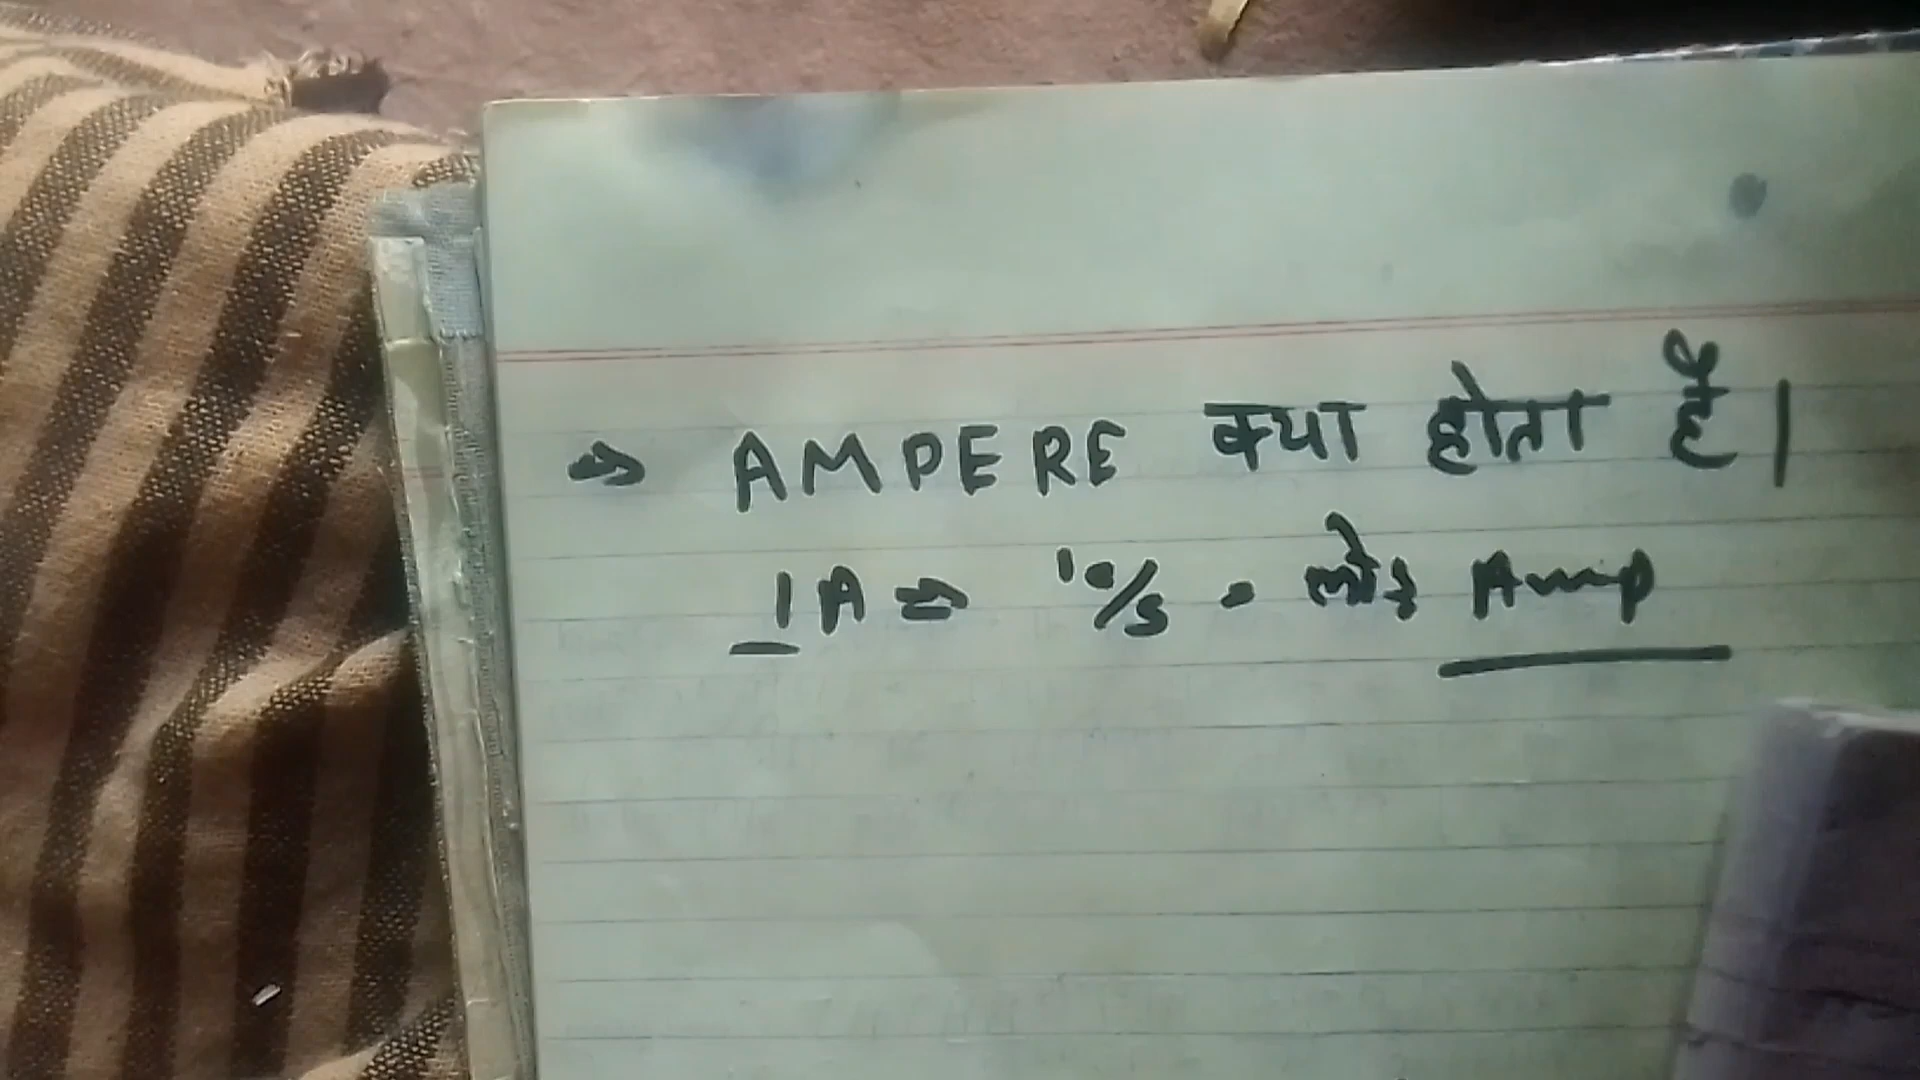 ⇒ AMPERE क्या होता है।
1A ⇒ 1c/s = लोड Amp